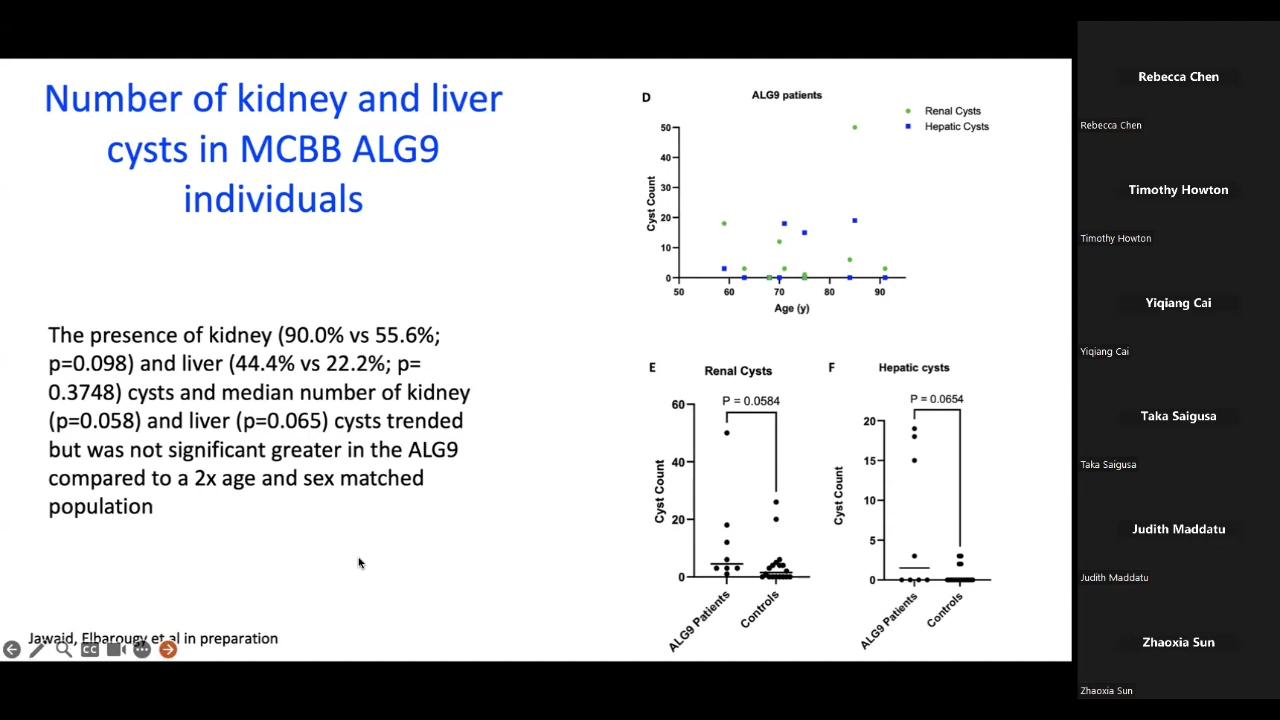 Number of kidney and liver
cysts in MCBB ALG9
individuals
The presence of kidney (90.0% vs 55.6%;
p=0.098) and liver (44.4% vs 22.2%; p=
0.3748) cysts and median number of kidney
(p=0.058) and liver (p=0.065) cysts trended
but was not significant greater in the ALG9
compared to a 2x age and sex matched
population
Jawaid, Elbarougy et al in preparation
CC
D
ALG9 patients
Renal Cysts
Hepatic Cysts
Cyst Count
50
40
30
20
10
0
50 60 70 80 90
Age (y)
E
Renal Cysts
P = 0.0584
Cyst Count
60
40
20
0
ALG9 Patients
Controls
F
Hepatic cysts
P = 0.0654
Cyst Count
20
15
10
5
0
ALG9 Patients
Controls
Rebecca Chen
Rebecca Chen
Timothy Howton
Timothy Howton
Yiqiang Cai
Yiqiang Cai
Taka Saigusa
Taka Saigusa
Judith Maddatu
Judith Maddatu
Zhaoxia Sun
Zhaoxia Sun